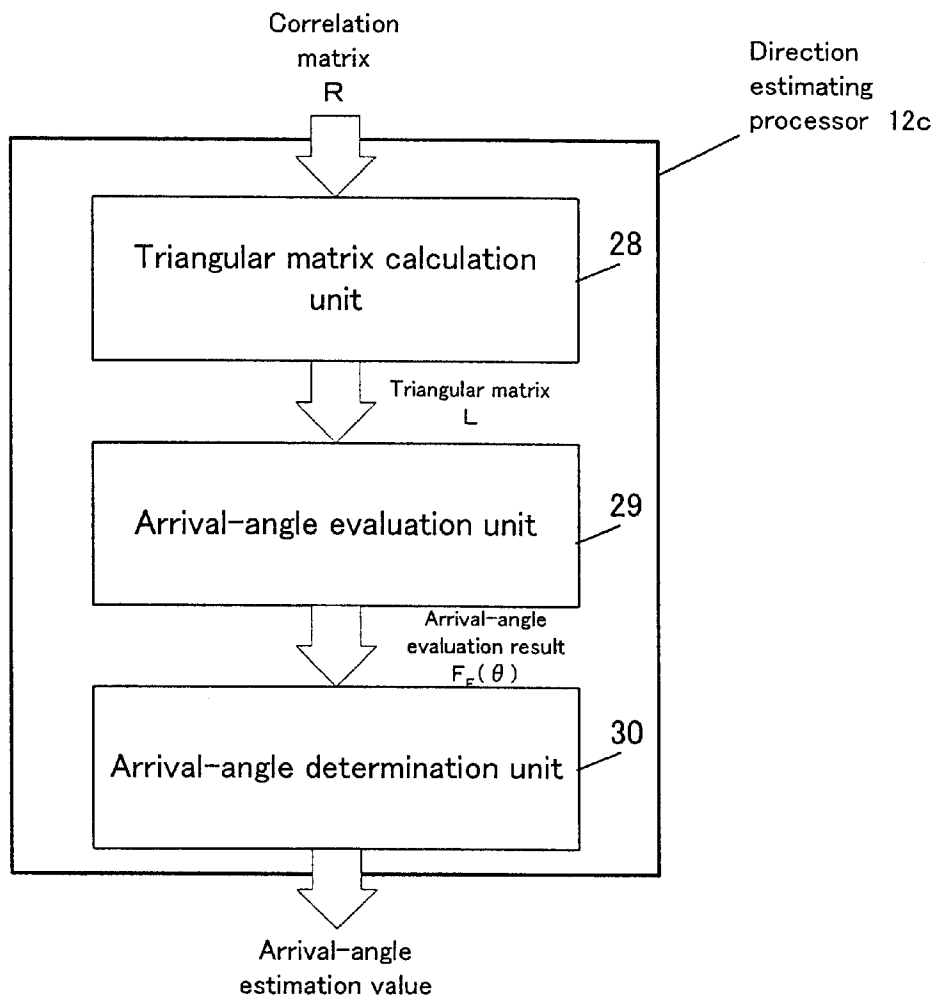 Correlation
matrix
R
Direction
estimating
processor 12c
Triangular matrix calculation
unit
28
Triangular matrix
L
Arrival-angle evaluation unit
29
Arrival-angle
evaluation result
F_E(θ)
Arrival-angle determination unit
30
Arrival-angle
estimation value